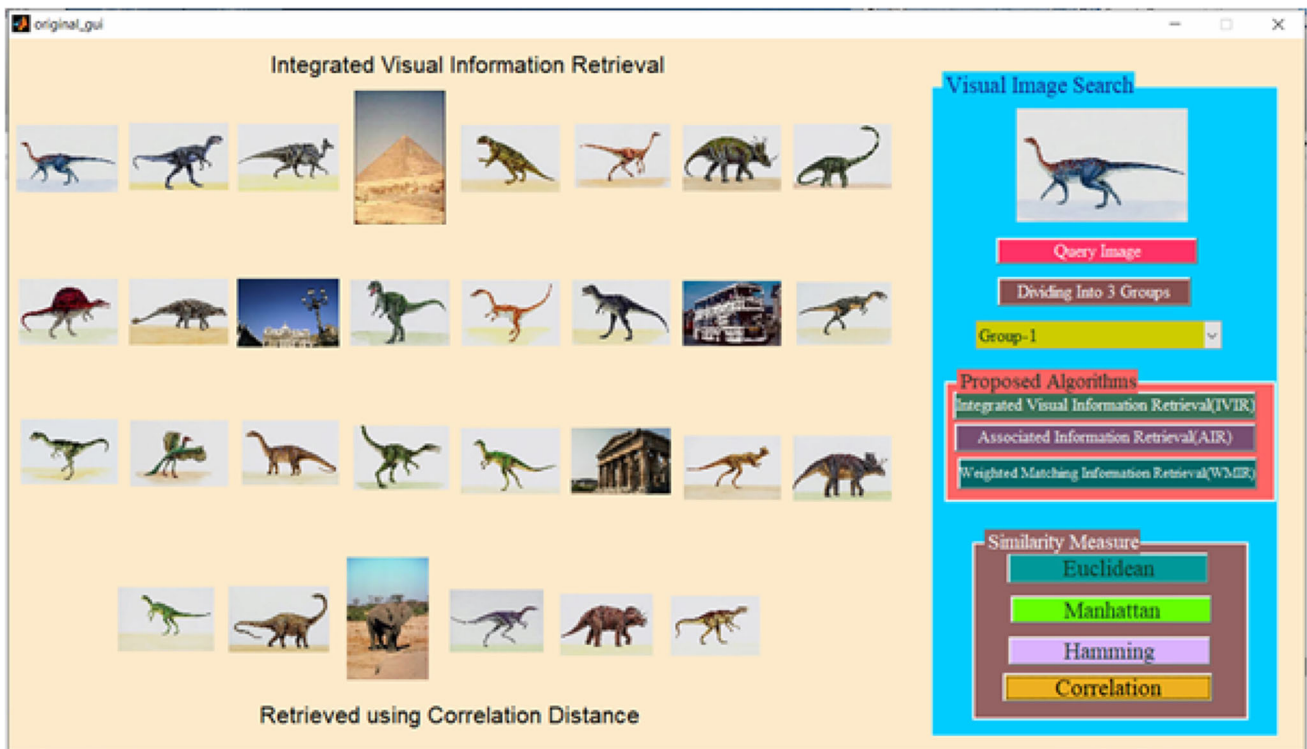 original_gui
Integrated Visual Information Retrieval
Visual Image Search
Query Image
Dividing Into 3 Groups
Group-1
Proposed Algorithms
Integrated Visual Information Retrieval(IVIR)
Associated Information Retrieval(AIR)
Weighted Matching Information Retrieval(WMIR)
Similarity Measure
Euclidean
Manhattan
Hamming
Correlation
Retrieved using Correlation Distance